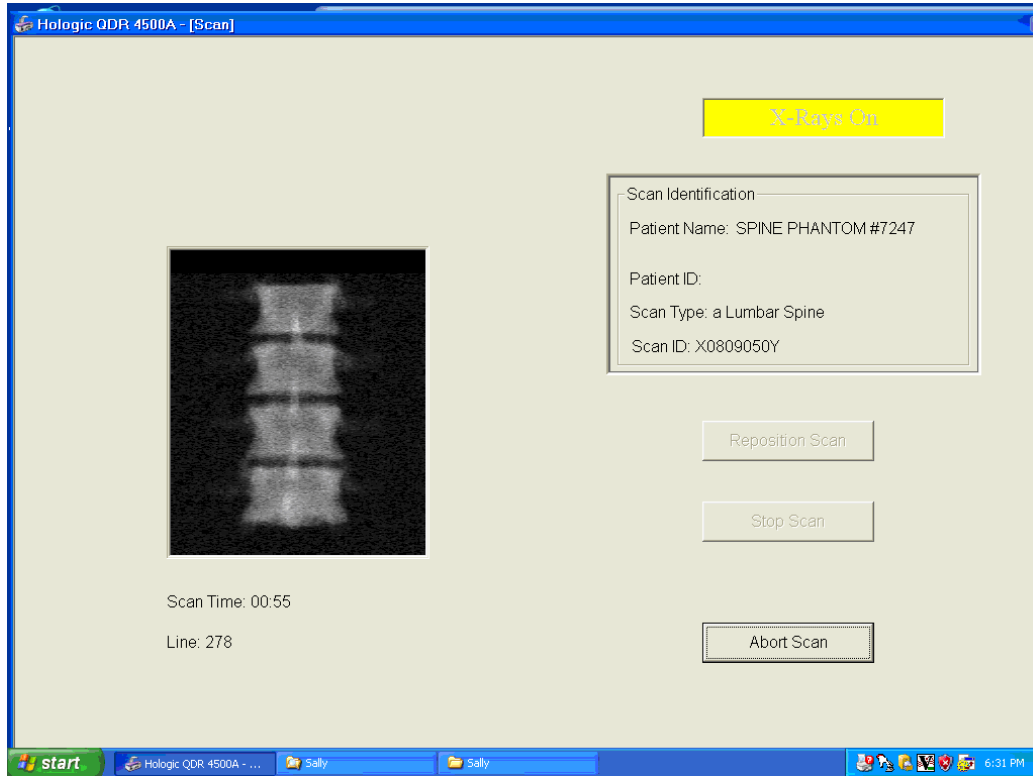 Hologic QDR 4500A - [Scan]
X-Rays On
Scan Identification
Patient Name: SPINE PHANTOM #7247
Patient ID:
Scan Type: a Lumbar Spine
Scan ID: X0809050Y
Reposition Scan
Stop Scan
Scan Time: 00:55
Line: 278
Abort Scan
start
Hologic QDR 4500A - ...
Sally
Sally
6:31 PM